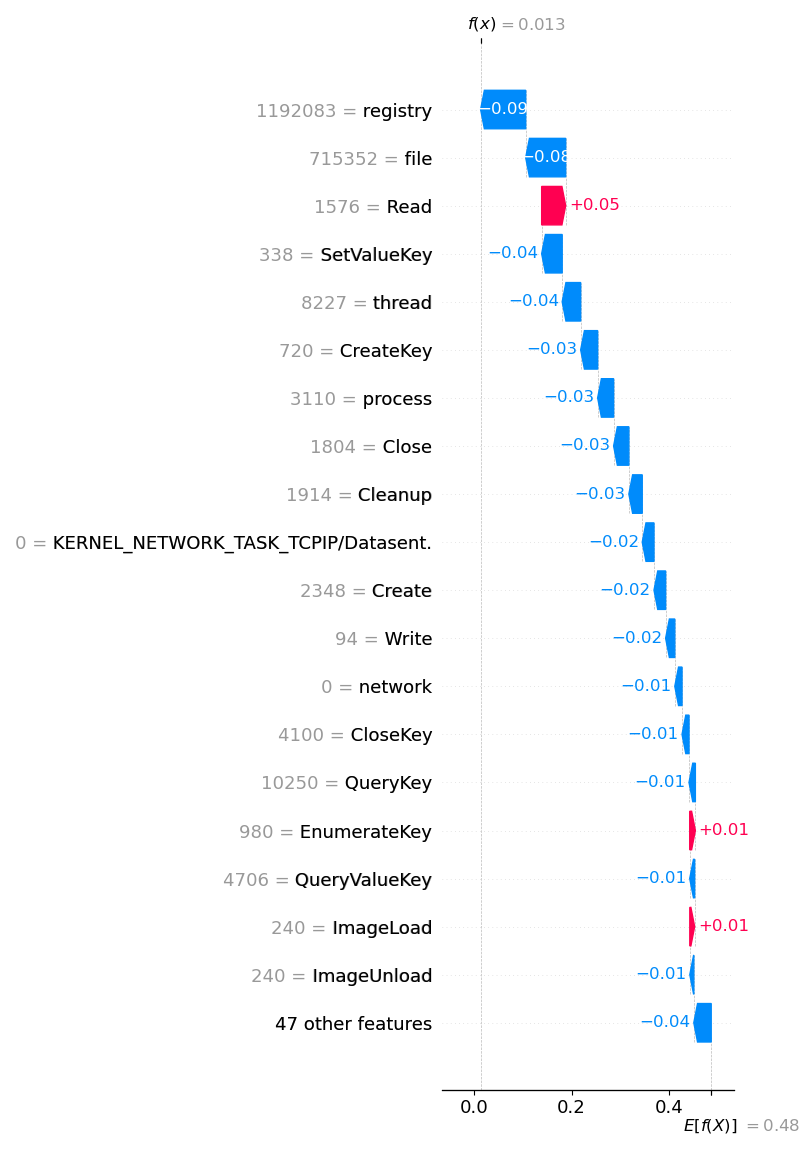 f(x) = 0.013
1192083 = registry −0.09
715352 = file −0.08
1576 = Read +0.05
338 = SetValueKey −0.04
8227 = thread −0.04
720 = CreateKey −0.03
3110 = process −0.03
1804 = Close −0.03
1914 = Cleanup −0.03
0 = KERNEL_NETWORK_TASK_TCPIP/Datasent. −0.02
2348 = Create −0.02
94 = Write −0.02
0 = network −0.01
4100 = CloseKey −0.01
10250 = QueryKey −0.01
980 = EnumerateKey +0.01
4706 = QueryValueKey −0.01
240 = ImageLoad +0.01
240 = ImageUnload −0.01
47 other features −0.04
0.0 0.2 0.4
E[f(X)] = 0.48